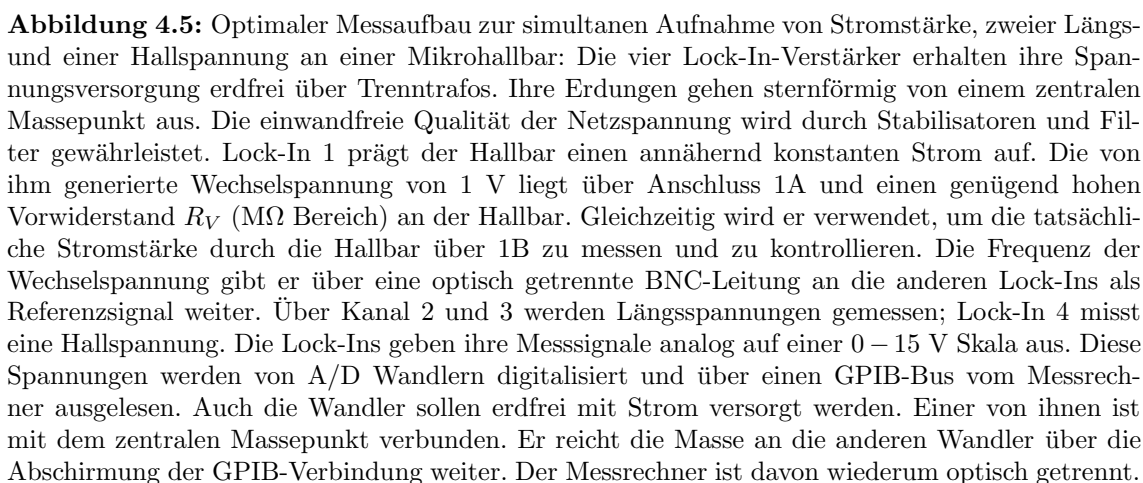 Abbildung 4.5: Optimaler Messaufbau zur simultanen Aufnahme von Stromstärke, zweier Längs-
und einer Hallspannung an einer Mikrohallbar: Die vier Lock-In-Verstärker erhalten ihre Span-
nungsversorgung erdfrei über Trenntrafos. Ihre Erdungen gehen sternförmig von einem zentralen
Massepunkt aus. Die einwandfreie Qualität der Netzspannung wird durch Stabilisatoren und Fil-
ter gewährleistet. Lock-In 1 prägt der Hallbar einen annähernd konstanten Strom auf. Die von
ihm generierte Wechselspannung von 1 V liegt über Anschluss 1A und einen genügend hohen
Vorwiderstand R_V (MΩ Bereich) an der Hallbar. Gleichzeitig wird er verwendet, um die tatsächli-
che Stromstärke durch die Hallbar über 1B zu messen und zu kontrollieren. Die Frequenz der
Wechselspannung gibt er über eine optisch getrennte BNC-Leitung an die anderen Lock-Ins als
Referenzsignal weiter. Über Kanal 2 und 3 werden Längsspannungen gemessen; Lock-In 4 misst
eine Hallspannung. Die Lock-Ins geben ihre Messsignale analog auf einer 0 – 15 V Skala aus. Diese
Spannungen werden von A/D Wandlern digitalisiert und über einen GPIB-Bus vom Messrech-
ner ausgelesen. Auch die Wandler sollen erdfrei mit Strom versorgt werden. Einer von ihnen ist
mit dem zentralen Massepunkt verbunden. Er reicht die Masse an die anderen Wandler über die
Abschirmung der GPIB-Verbindung weiter. Der Messrechner ist davon wiederum optisch getrennt.